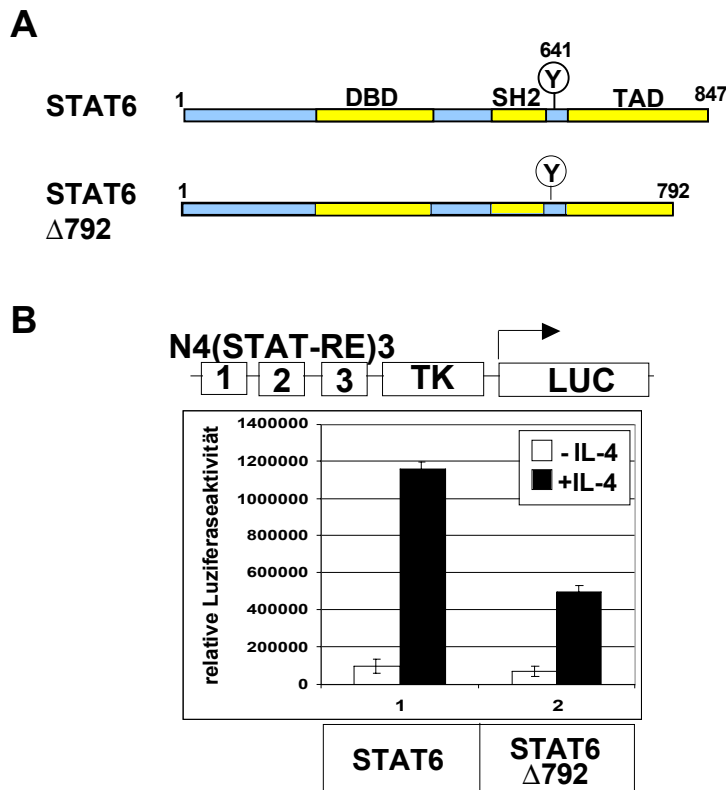 A
641
Y
STAT6
1
DBD
SH2
TAD
847
Y
STAT6
Δ792
1
792
B
N4(STAT-RE)3
1 2 3 TK LUC
relative Luziferaseaktivität
1400000
1200000
1000000
800000
600000
400000
200000
0
- IL-4
+IL-4
1 2
STAT6
STAT6
Δ792